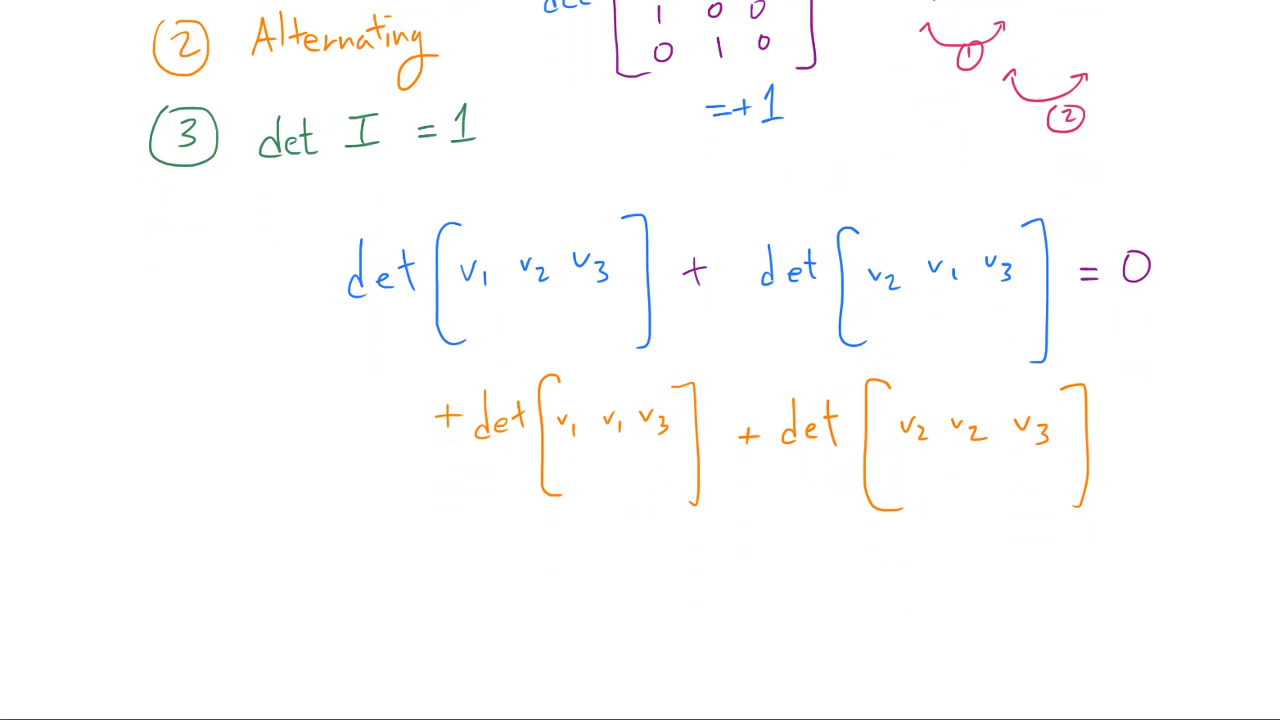 ② Alternating
③ det I = 1
det [ 1 0 0
0 1 0 ]
= + 1
①
②
det [ v₁ v₂ v₃ ] + det [ v₂ v₁ v₃ ] = 0
+ det [ v₁ v₁ v₃ ] + det [ v₂ v₂ v₃ ]